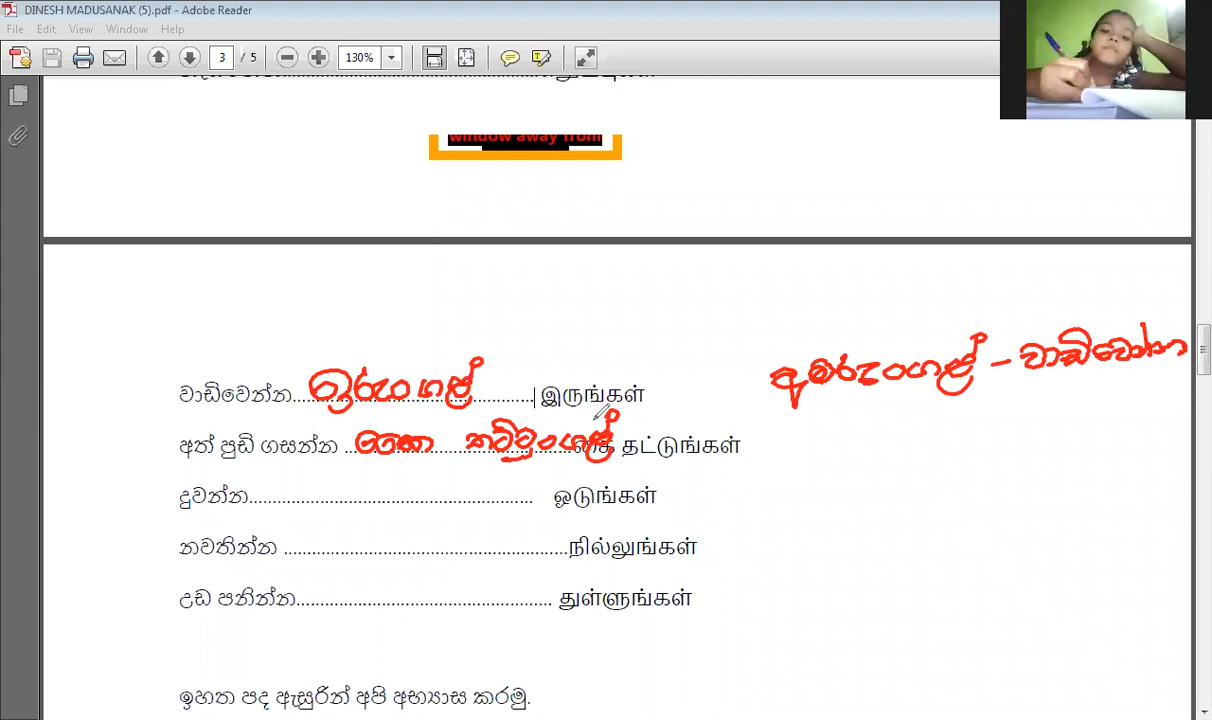 DINESH MADUSANAK (5).pdf - Adobe Reader
File Edit View Window Help
3 / 5 130%
window away from
අමරුංගල් – වාඩිවෙන්න
වාඩිවෙන්න..........ඉරුංගල්..........இருங்கள்
අත් පුඩි ගසන්න ..........කෛ තට්ටුංගල්..........கை தட்டுங்கள்
දුවන්න.................................................. ஓடுங்கள்
නවතින්න ..................................................நில்லுங்கள்
උඩ පනින්න.................................................. துள்ளுங்கள்
ඉහත පද ඇසුරින් අපි අභ්‍යාස කරමු.